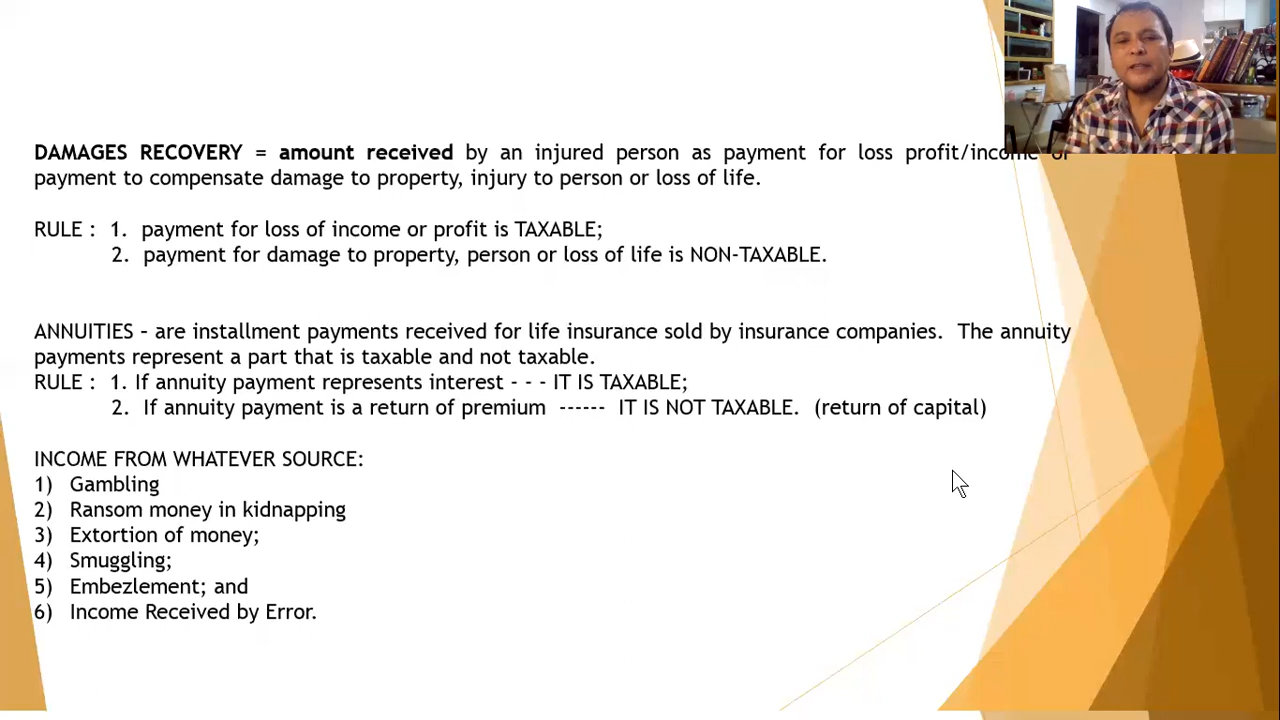 DAMAGES RECOVERY = amount received by an injured person as payment for loss profit/income or
payment to compensate damage to property, injury to person or loss of life.
RULE : 1. payment for loss of income or profit is TAXABLE;
2. payment for damage to property, person or loss of life is NON-TAXABLE.
ANNUITIES – are installment payments received for life insurance sold by insurance companies. The annuity
payments represent a part that is taxable and not taxable.
RULE : 1. If annuity payment represents interest - - - IT IS TAXABLE;
2. If annuity payment is a return of premium ------ IT IS NOT TAXABLE. (return of capital)
INCOME FROM WHATEVER SOURCE:
1) Gambling
2) Ransom money in kidnapping
3) Extortion of money;
4) Smuggling;
5) Embezlement; and
6) Income Received by Error.